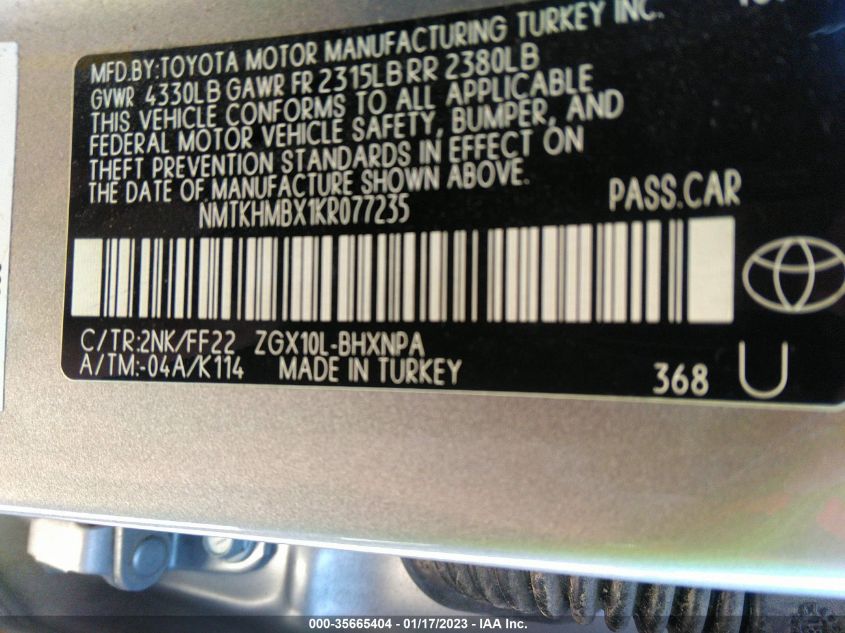 MFD.BY:TOYOTA MOTOR MANUFACTURING TURKEY INC.
GVWR 4330LB GAWR FR 2315LB RR 2380LB
THIS VEHICLE CONFORMS TO ALL APPLICABLE
FEDERAL MOTOR VEHICLE SAFETY, BUMPER, AND
THEFT PREVENTION STANDARDS IN EFFECT ON
THE DATE OF MANUFACTURE SHOWN ABOVE.
NMTKHMBX1KR077235 PASS.CAR
C/TR:2NK/FF22 ZGX10L-BHXNPA
A/TM:-04A/K114 MADE IN TURKEY 368 U
000-35665404 - 01/17/2023 - IAA Inc.